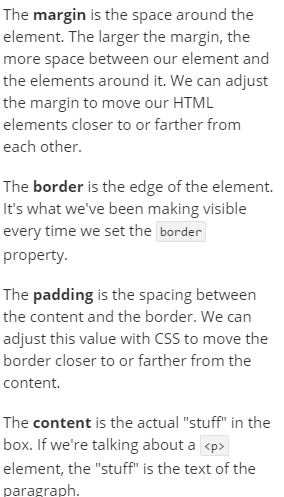 The margin is the space around the
element. The larger the margin, the
more space between our element and
the elements around it. We can adjust
the margin to move our HTML
elements closer to or farther from
each other.
The border is the edge of the element.
It's what we've been making visible
every time we set the border
property.
The padding is the spacing between
the content and the border. We can
adjust this value with CSS to move the
border closer to or farther from the
content.
The content is the actual "stuff" in the
box. If we're talking about a <p>
element, the "stuff" is the text of the
paragraph.